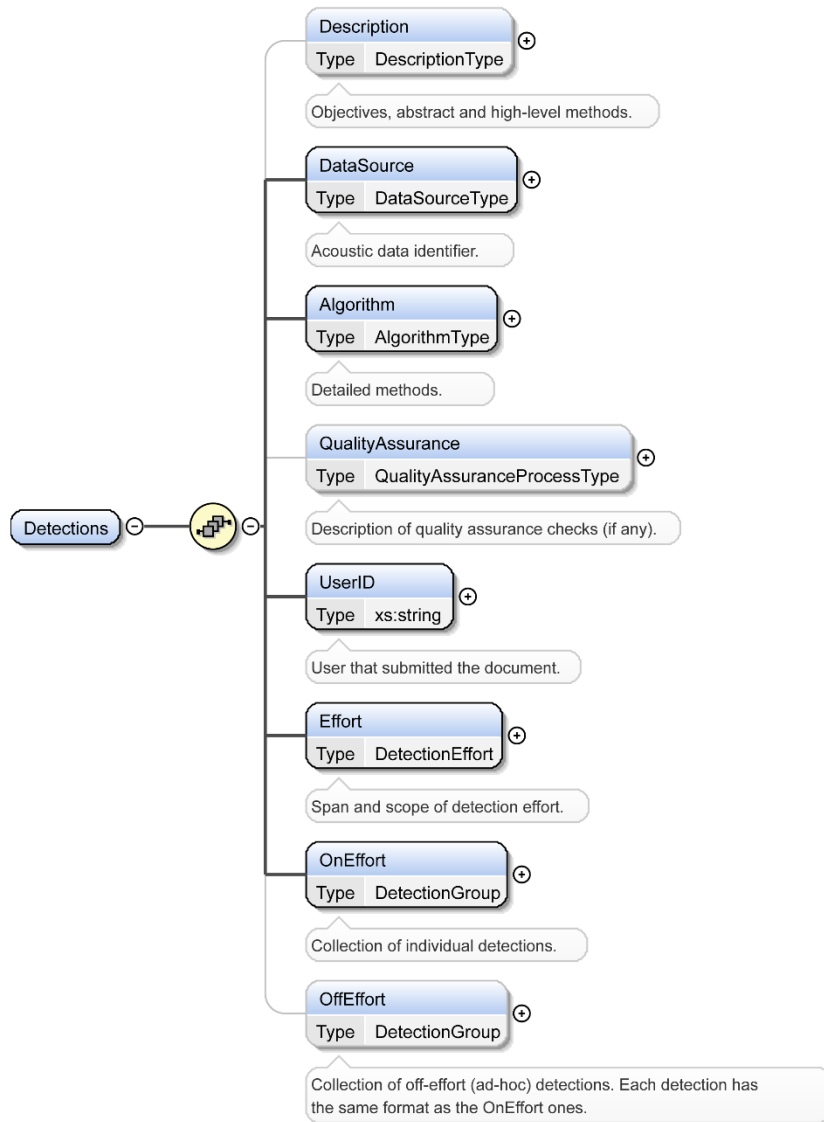 Description
Type DescriptionType
Objectives, abstract and high-level methods.
DataSource
Type DataSourceType
Acoustic data identifier.
Algorithm
Type AlgorithmType
Detailed methods.
QualityAssurance
Type QualityAssuranceProcessType
Description of quality assurance checks (if any).
Detections
UserID
Type xs:string
User that submitted the document.
Effort
Type DetectionEffort
Span and scope of detection effort.
OnEffort
Type DetectionGroup
Collection of individual detections.
OffEffort
Type DetectionGroup
Collection of off-effort (ad-hoc) detections. Each detection has
the same format as the OnEffort ones.